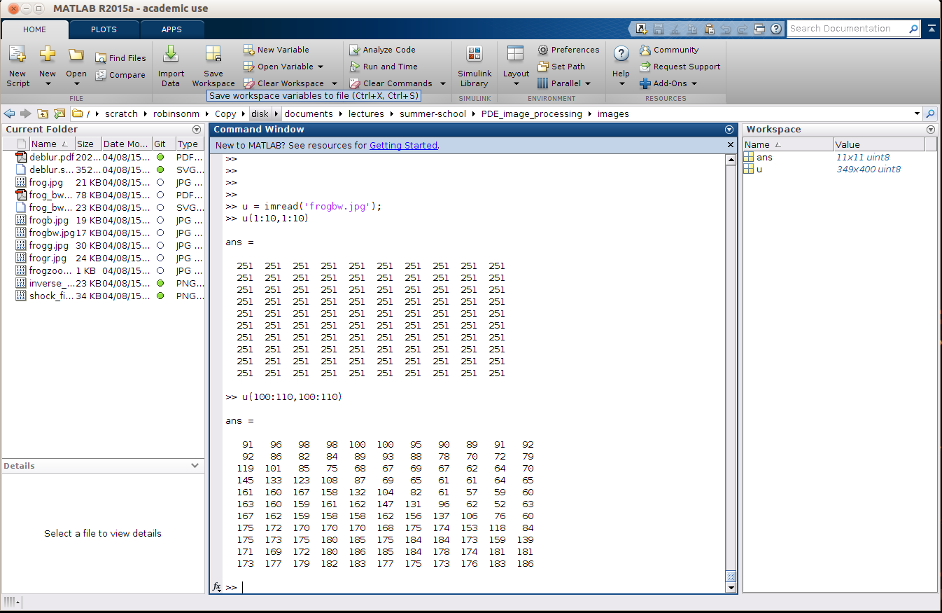 MATLAB R2015a - academic use
HOME PLOTS APPS
Search Documentation
New Script
New
Open
Find Files
Compare
Import Data
Save Workspace
New Variable
Open Variable
Clear Workspace
Analyze Code
Run and Time
Clear Commands
Simulink Library
Layout
Preferences
Set Path
Parallel
Help
Community
Request Support
Add-Ons
FILE
SIMULINK
ENVIRONMENT
RESOURCES
Save workspace variables to file (Ctrl+X, Ctrl+S)
/ scratch robinsonm Copy disk documents lectures summer-school PDE_image_processing images
Current Folder
Name Size Date Mo... Git Type
deblur.pdf 202... 04/08/15... PDF...
deblur.s... 352... 04/08/15... SVG...
frog.jpg 21 KB 04/08/15... JPG ...
frog_bw... 78 KB 04/08/15... PDF...
frog_bw... 23 KB 04/08/15... SVG...
frogb.jpg 19 KB 04/08/15... JPG ...
frogbw.jpg 17 KB 04/08/15... JPG ...
frogg.jpg 30 KB 04/08/15... JPG ...
frogr.jpg 24 KB 04/08/15... JPG ...
frogzoo... 1 KB 04/08/15... JPG ...
inverse_... 23 KB 04/08/15... PNG...
shock_fi... 34 KB 04/08/15... PNG...
Details
Select a file to view details
Command Window
New to MATLAB? See resources for Getting Started.
>>
>>
>>
>>
>> u = imread('frogbw.jpg');
>> u(1:10,1:10)
ans =
251 251 251 251 251 251 251 251 251 251
251 251 251 251 251 251 251 251 251 251
251 251 251 251 251 251 251 251 251 251
251 251 251 251 251 251 251 251 251 251
251 251 251 251 251 251 251 251 251 251
251 251 251 251 251 251 251 251 251 251
251 251 251 251 251 251 251 251 251 251
251 251 251 251 251 251 251 251 251 251
251 251 251 251 251 251 251 251 251 251
251 251 251 251 251 251 251 251 251 251
>> u(100:110,100:110)
ans =
91 96 98 98 100 100 95 90 89 91 92
92 86 82 84 89 93 88 78 70 72 79
119 101 85 75 68 67 69 67 62 64 70
145 133 123 108 87 69 65 61 61 64 65
161 160 167 158 132 104 82 61 57 59 60
163 160 159 161 162 147 131 96 62 52 63
167 162 159 158 158 162 156 137 106 76 60
175 172 170 170 170 168 175 174 153 118 84
175 173 175 180 185 175 184 184 173 159 139
171 169 172 180 186 185 184 178 174 181 181
173 177 179 182 183 177 175 173 176 183 186
fx >>
Workspace
Name Value
ans 11x11 uint8
u 349x400 uint8